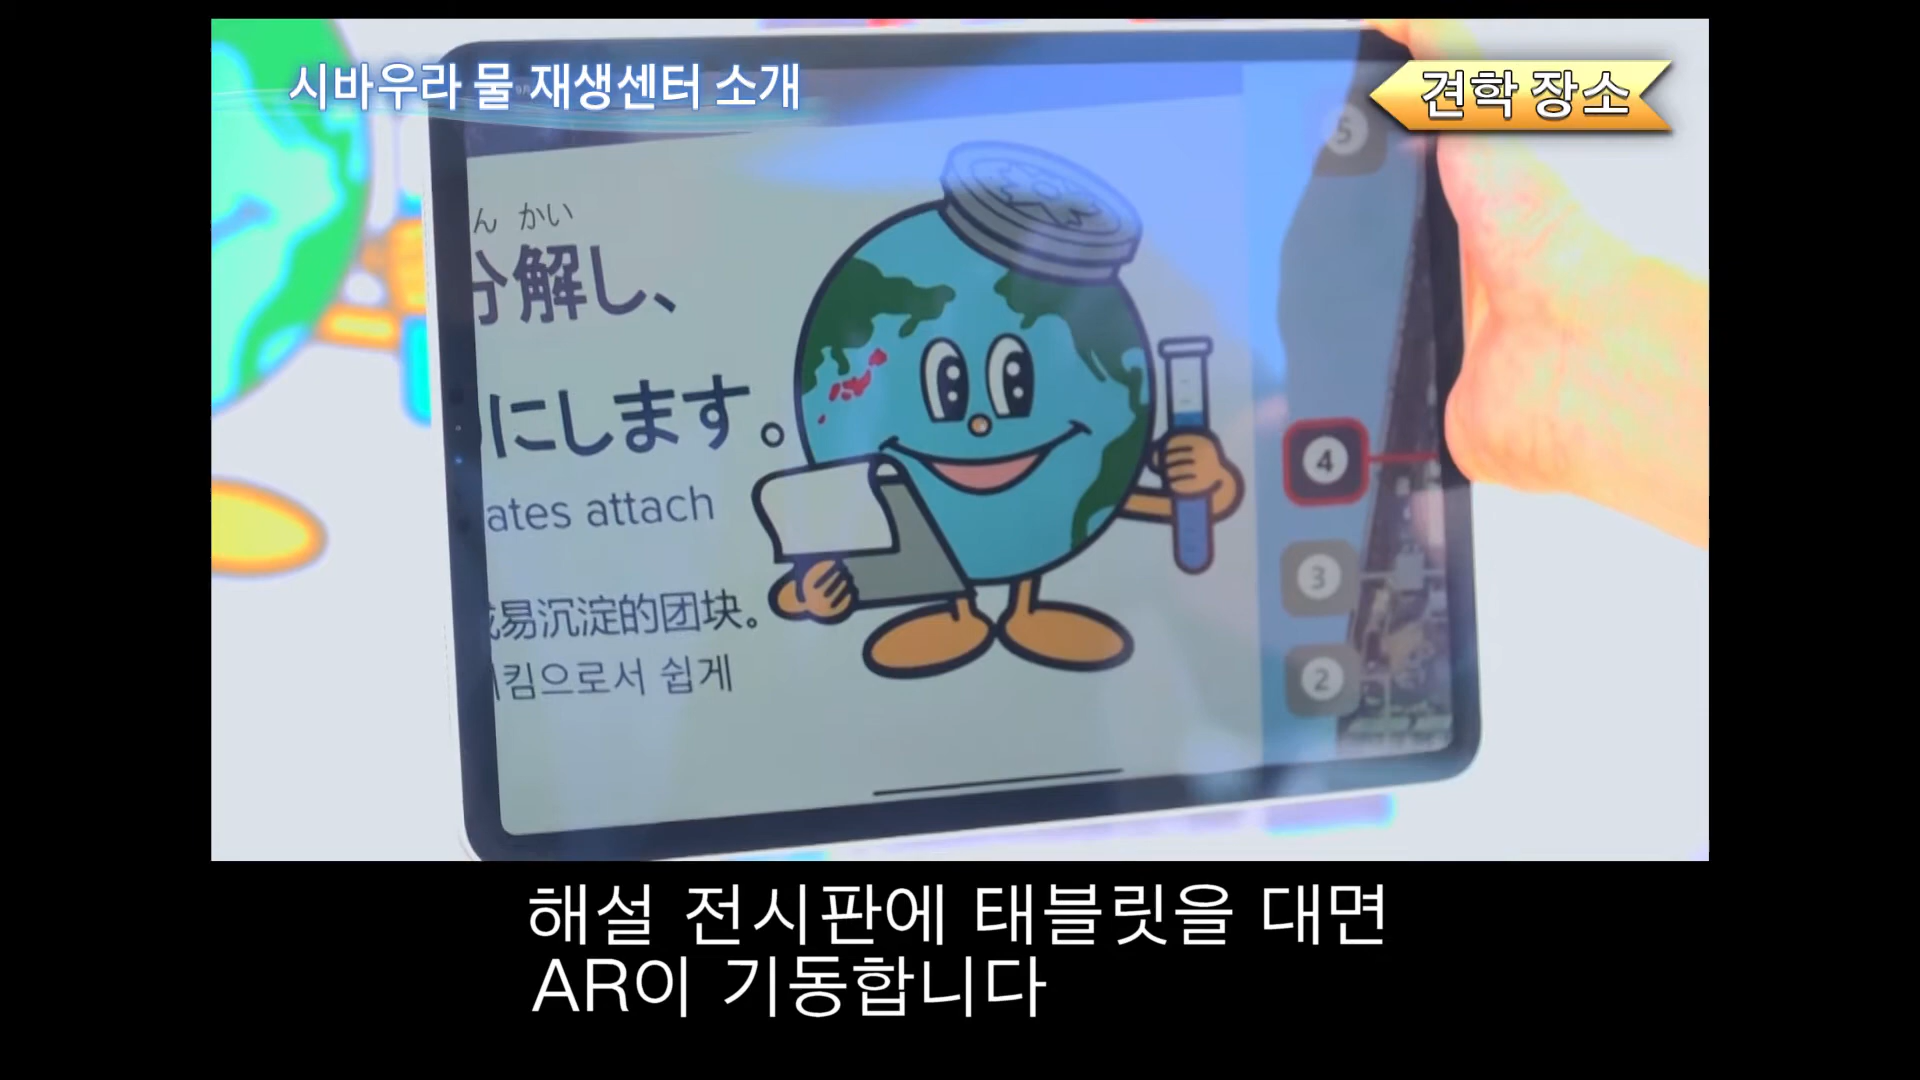 시바우라 물 재생센터 소개
견학 장소
5
ん かい
分解し、
にします。
ates attach
易沉淀的团块。
킴으로서 쉽게
4
3
2
해설 전시판에 태블릿을 대면
AR이 기동합니다